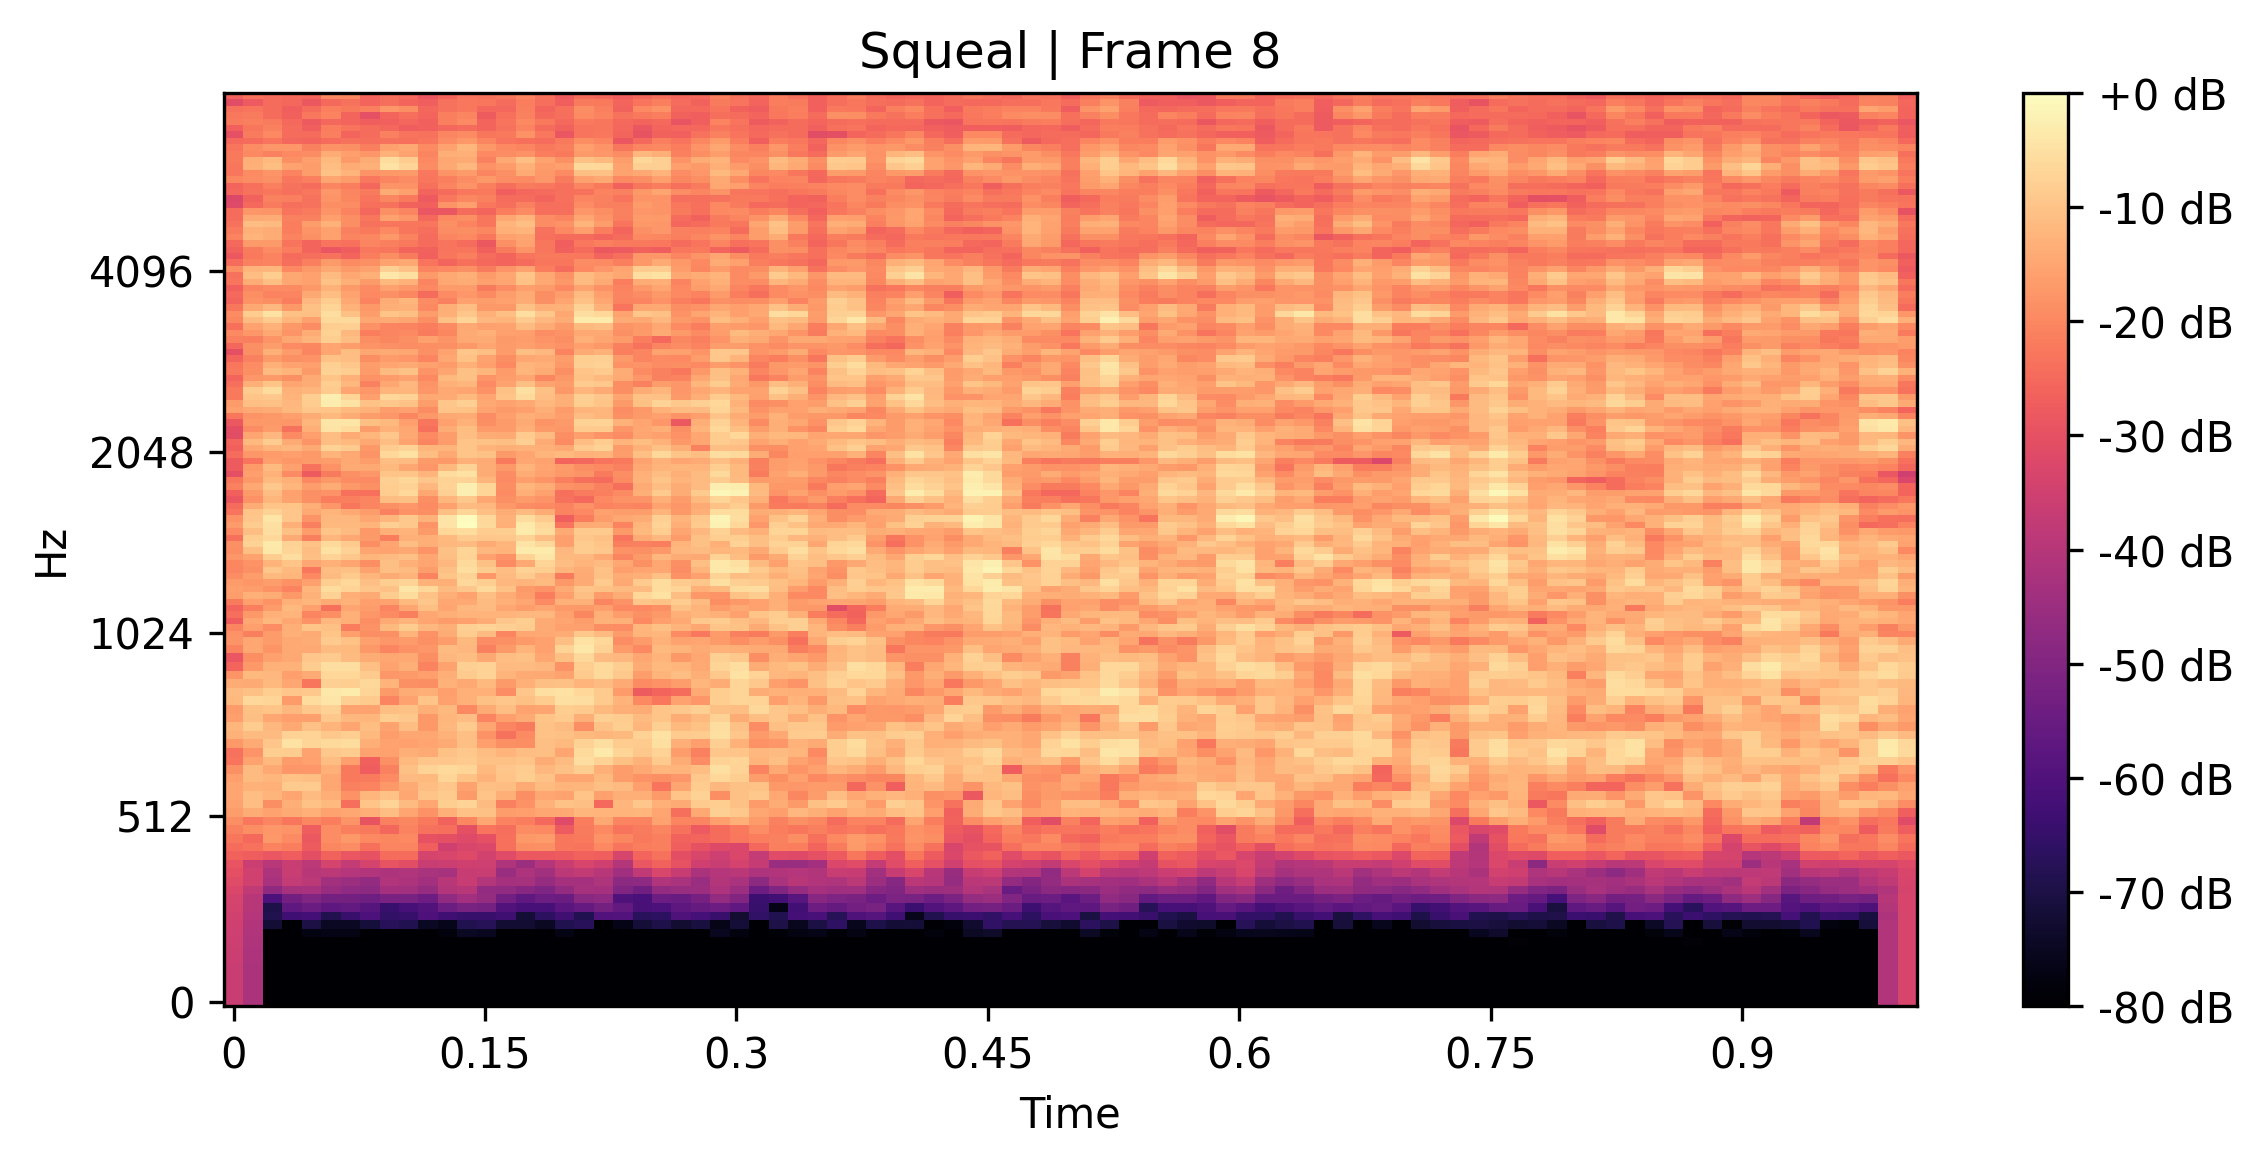 Squeal | Frame 8
+0 dB
-10 dB
-20 dB
-30 dB
-40 dB
-50 dB
-60 dB
-70 dB
-80 dB
Hz
4096
2048
1024
512
0
0
0.15
0.3
0.45
0.6
0.75
0.9
Time